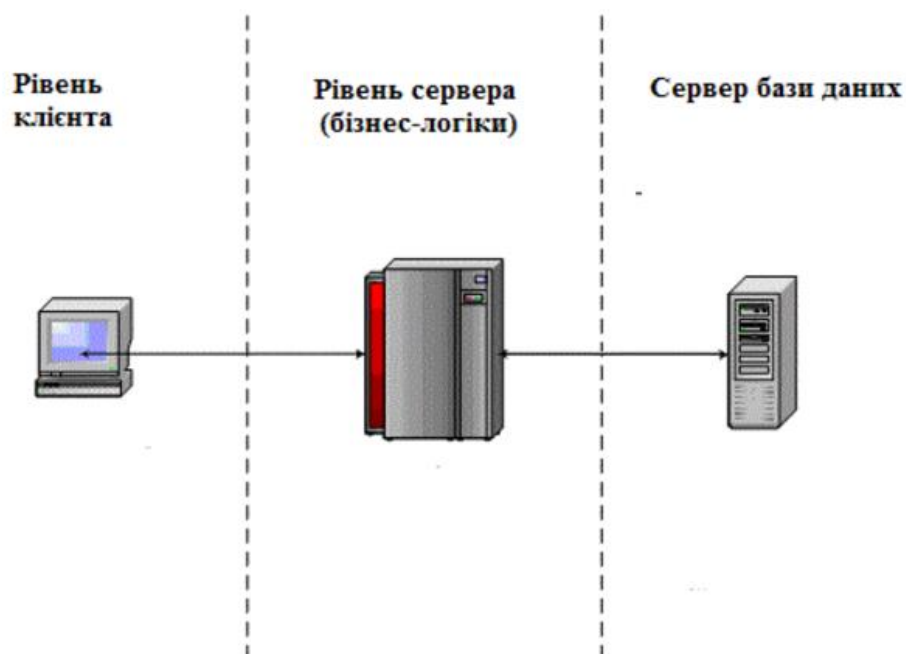 Рівень
клієнта
Рівень сервера
(бізнес-логіки)
Сервер бази даних